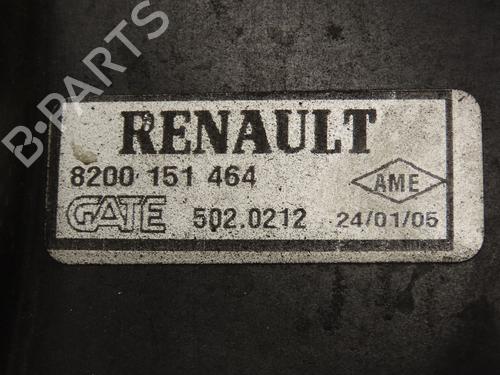 B-PARTS
RENAULT
8200 151 464
AME
GATE 502.0212 24/01/05